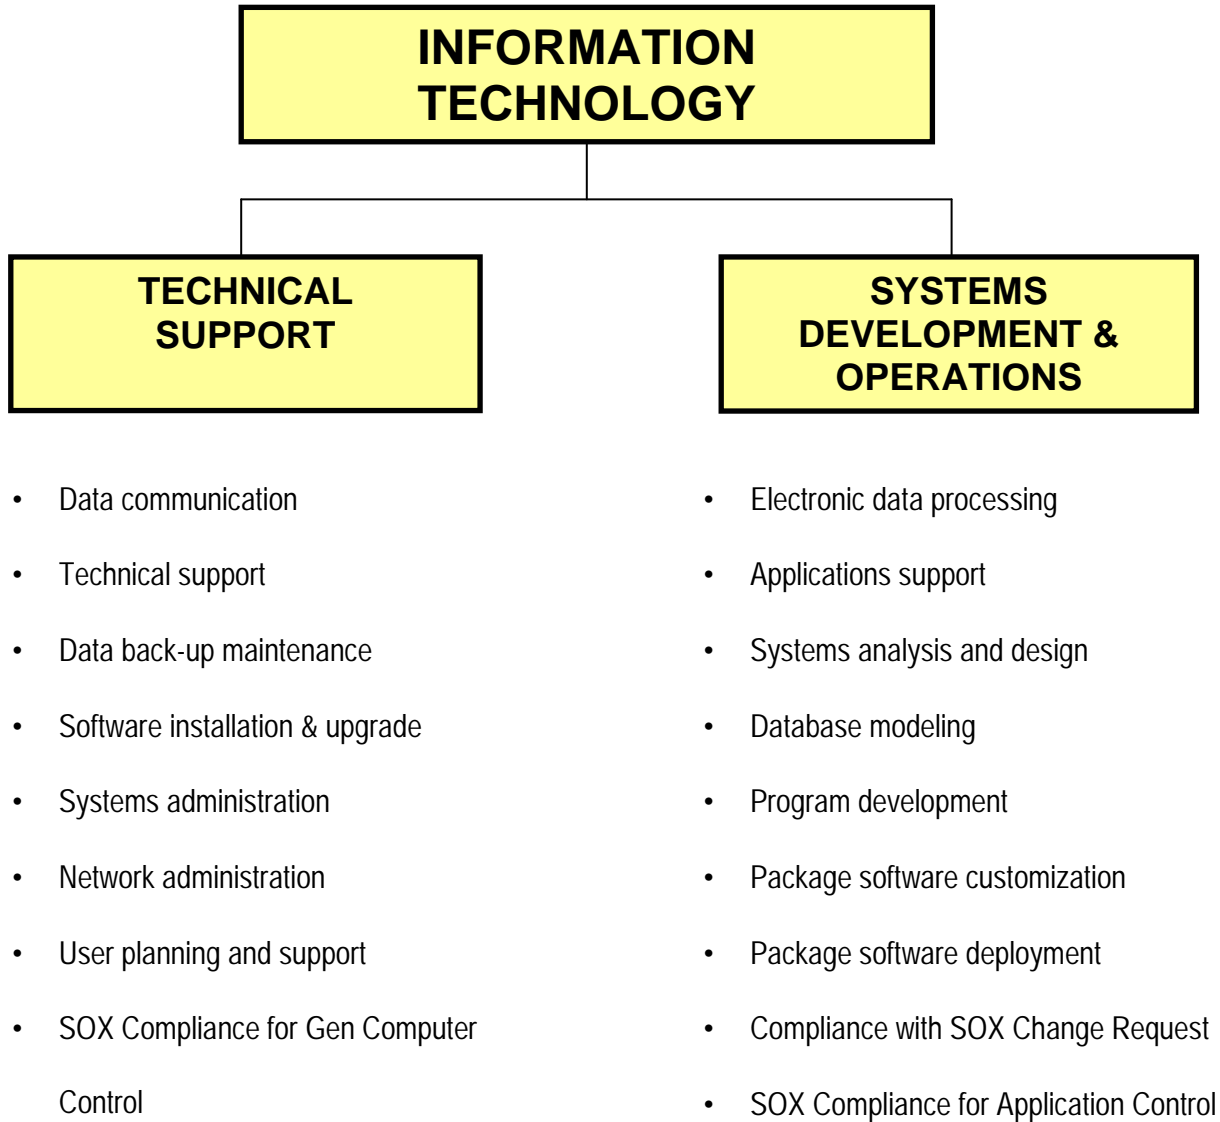 INFORMATION
TECHNOLOGY
TECHNICAL
SUPPORT
SYSTEMS
DEVELOPMENT &
OPERATIONS
• Data communication
• Technical support
• Data back-up maintenance
• Software installation & upgrade
• Systems administration
• Network administration
• User planning and support
• SOX Compliance for Gen Computer
Control
• Electronic data processing
• Applications support
• Systems analysis and design
• Database modeling
• Program development
• Package software customization
• Package software deployment
• Compliance with SOX Change Request
• SOX Compliance for Application Control